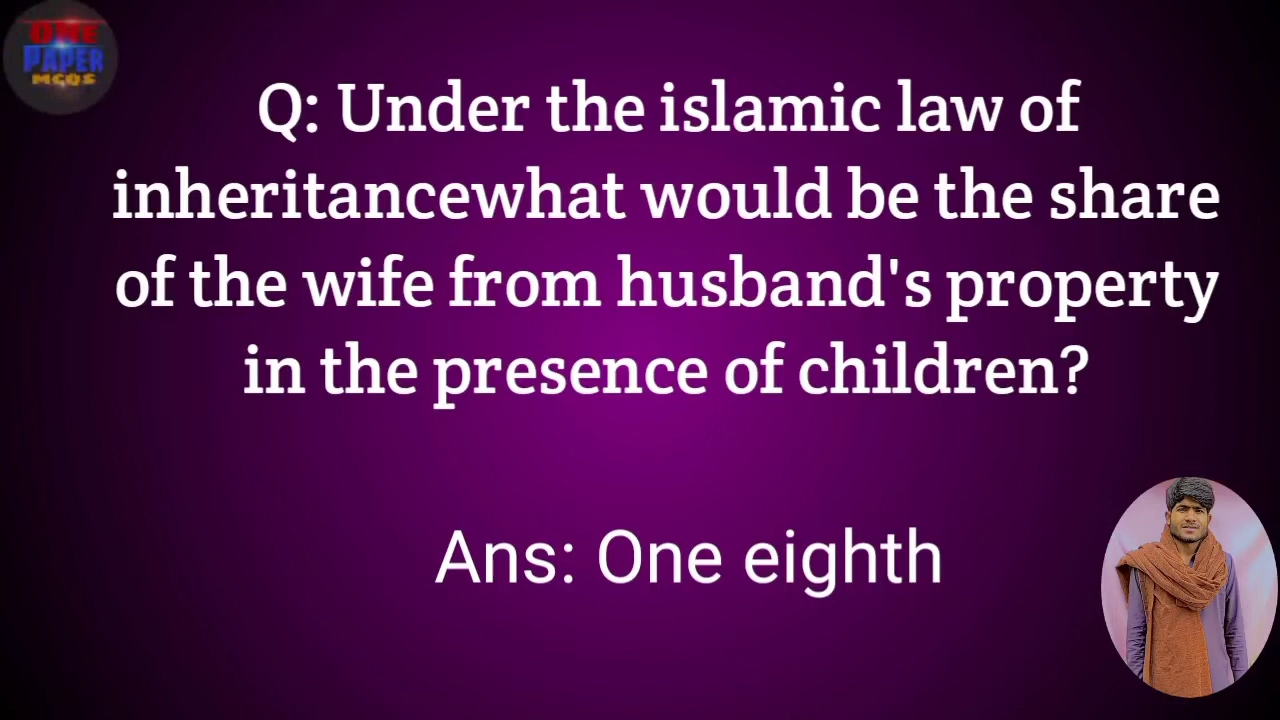 ONE
PAPER
MCQS
Q: Under the islamic law of
inheritancewhat would be the share
of the wife from husband's property
in the presence of children?
Ans: One eighth